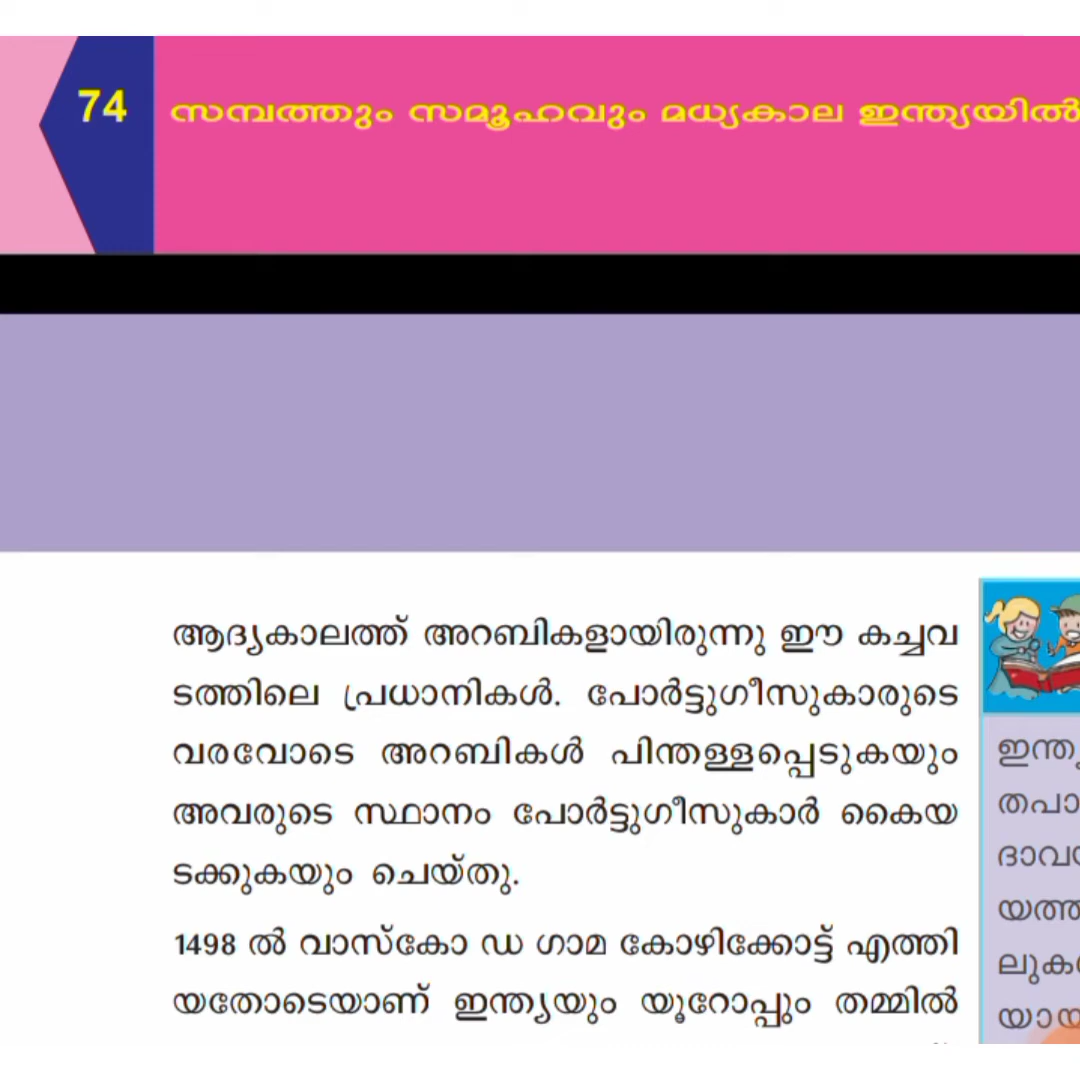 74
സമ്പത്തും സമൂഹവും മധ്യകാല ഇന്ത്യയിൽ
ആദ്യകാലത്ത് അറബികളായിരുന്നു ഈ കച്ചവ
ടത്തിലെ പ്രധാനികൾ. പോർട്ടുഗീസുകാരുടെ
വരവോടെ അറബികൾ പിന്തള്ളപ്പെടുകയും
അവരുടെ സ്ഥാനം പോർട്ടുഗീസുകാർ കൈയ
ടക്കുകയും ചെയ്തു.
1498 ൽ വാസ്കോ ഡ ഗാമ കോഴിക്കോട്ട് എത്തി
യതോടെയാണ് ഇന്ത്യയും യൂറോപ്പും തമ്മിൽ